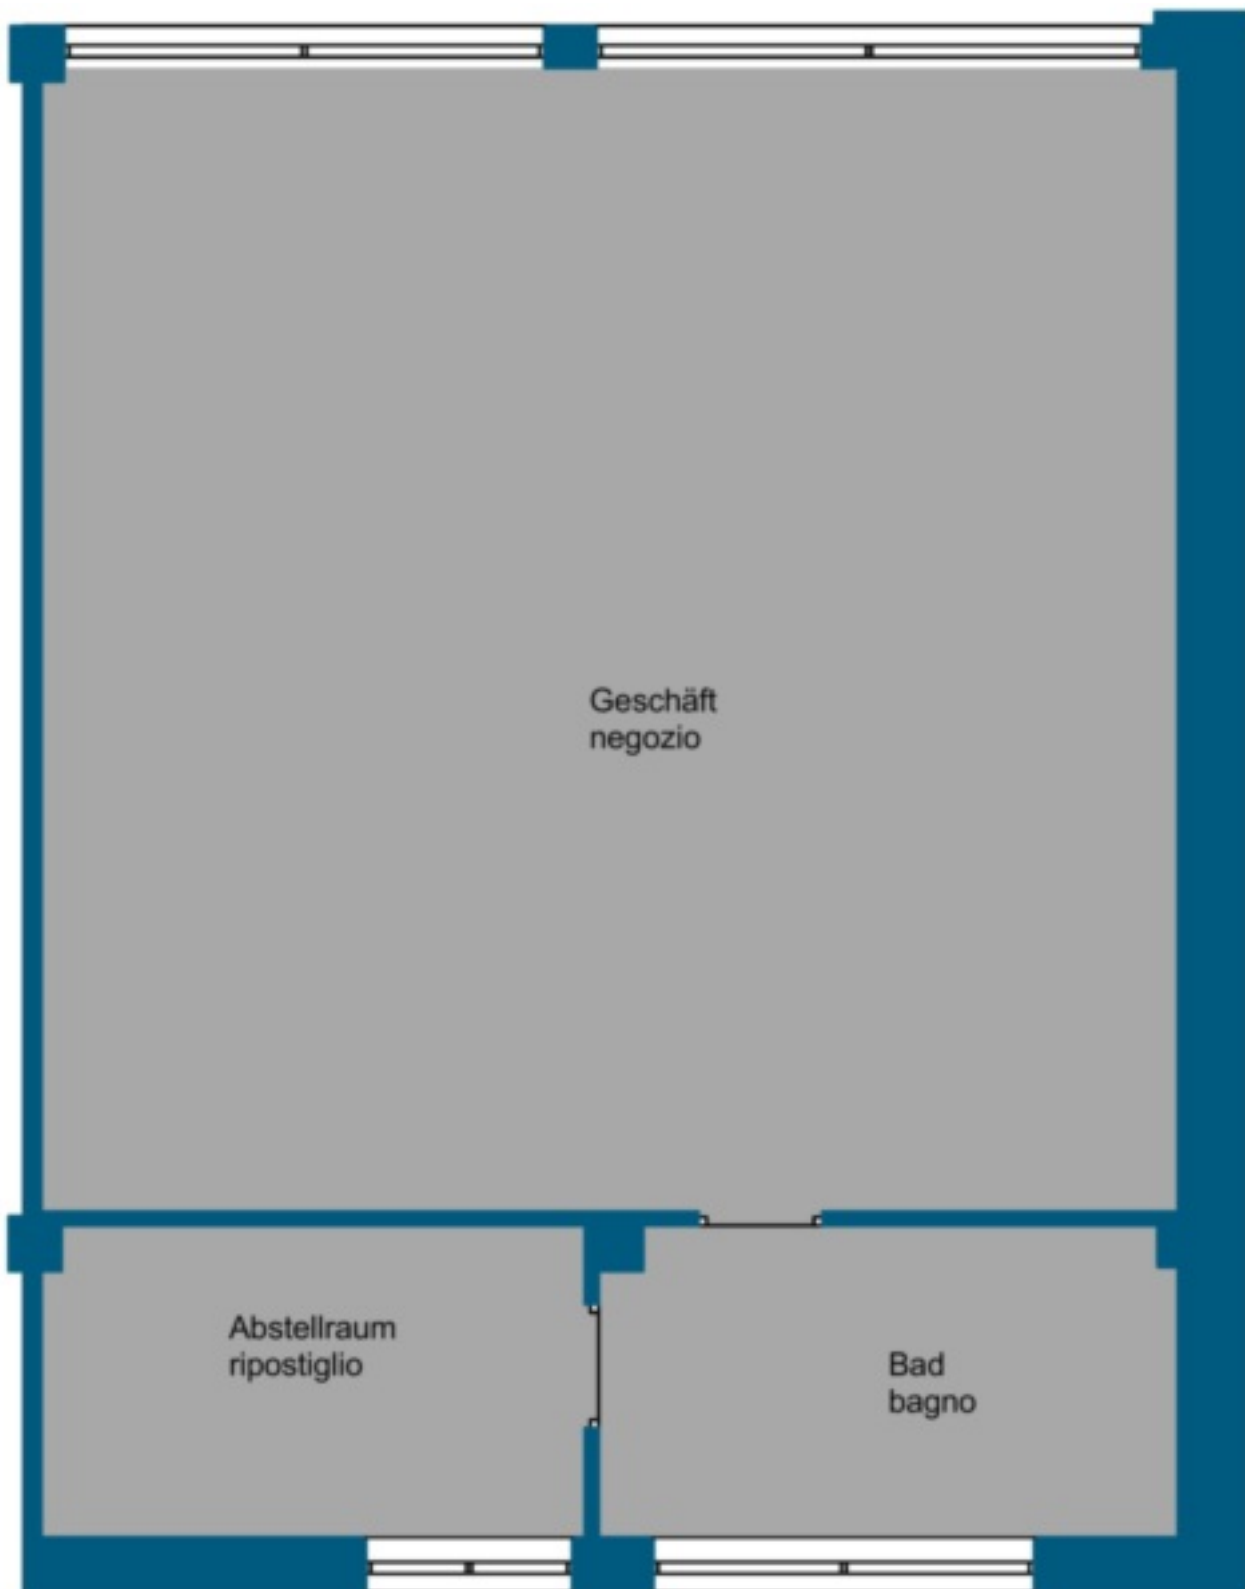 Geschäft
negozio
Abstellraum
ripostiglio
Bad
bagno